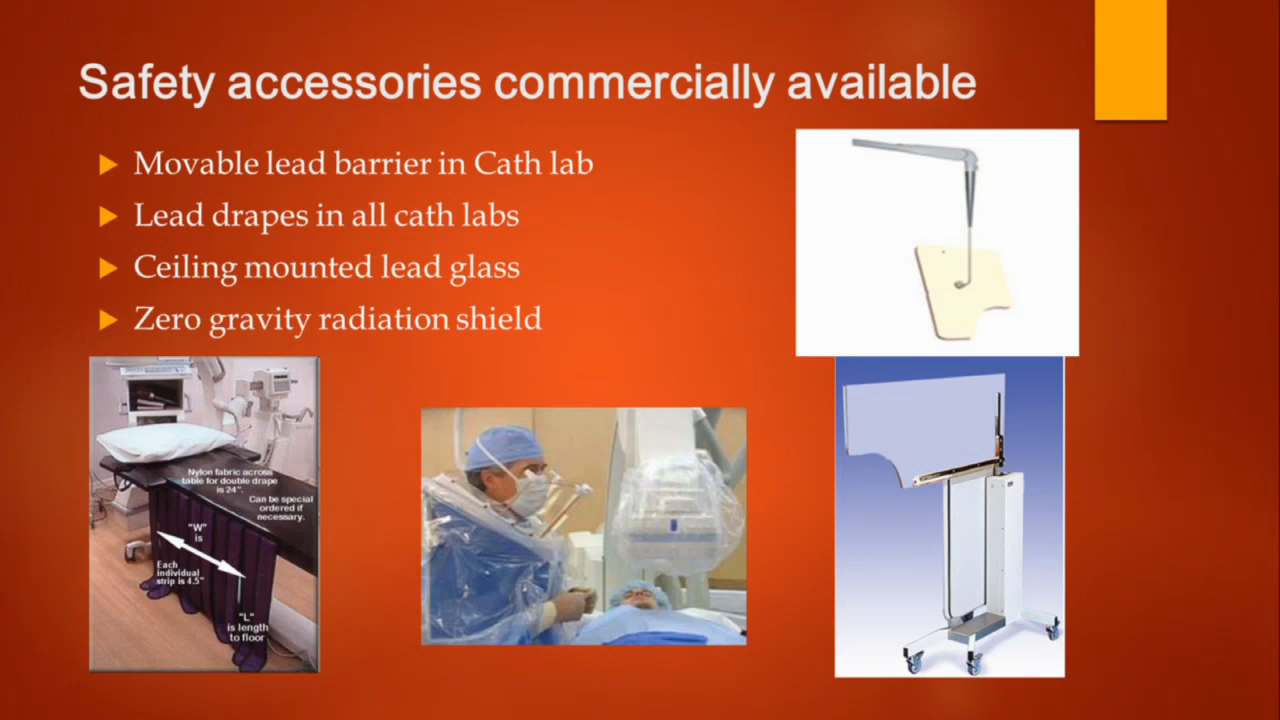 Safety accessories commercially available
Movable lead barrier in Cath lab
Lead drapes in all cath labs
Ceiling mounted lead glass
Zero gravity radiation shield
Nylon fabric across
table for double drape
is 24".
Can be special
ordered if
necessary.
"W"
is
Each
individual
strip is 4.5"
"L"
is length
to floor